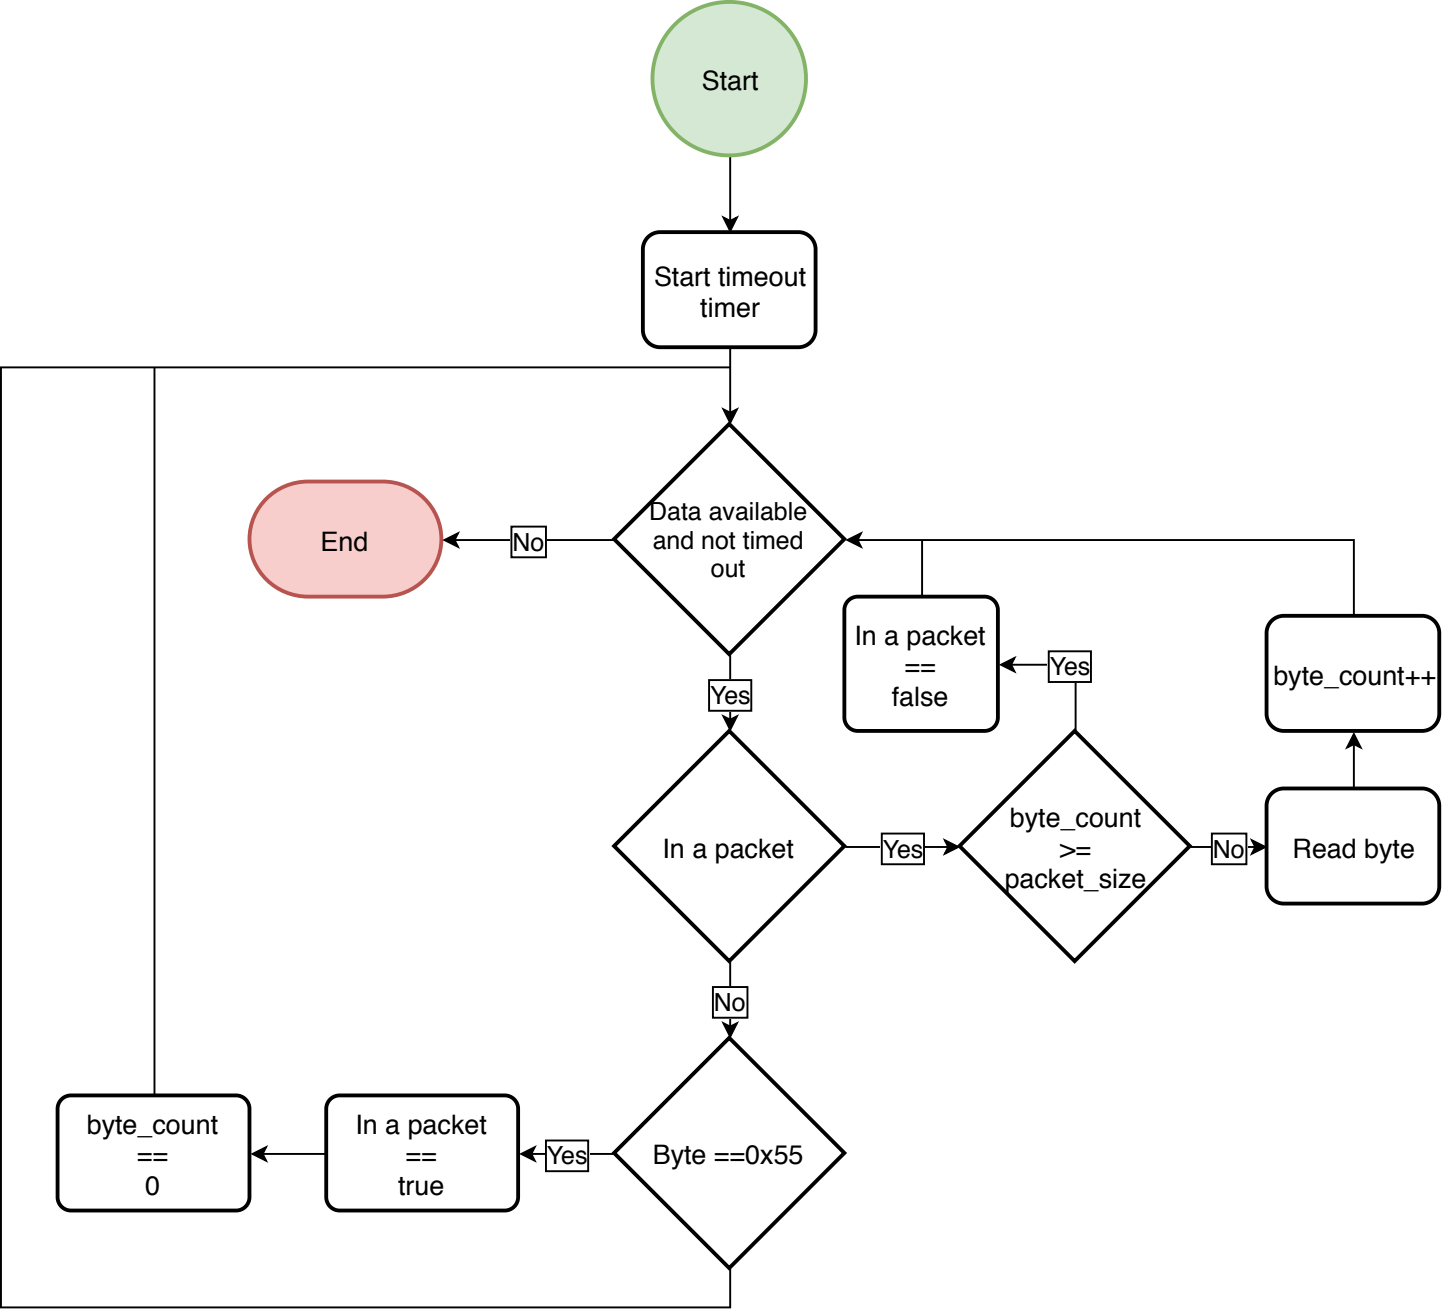 Start
Start timeout
timer
Data available
and not timed
out
No
End
Yes
In a packet
==
false
Yes
byte_count++
In a packet
Yes
byte_count
>=
packet_size
No
Read byte
No
Byte ==0x55
Yes
In a packet
==
true
byte_count
==
0